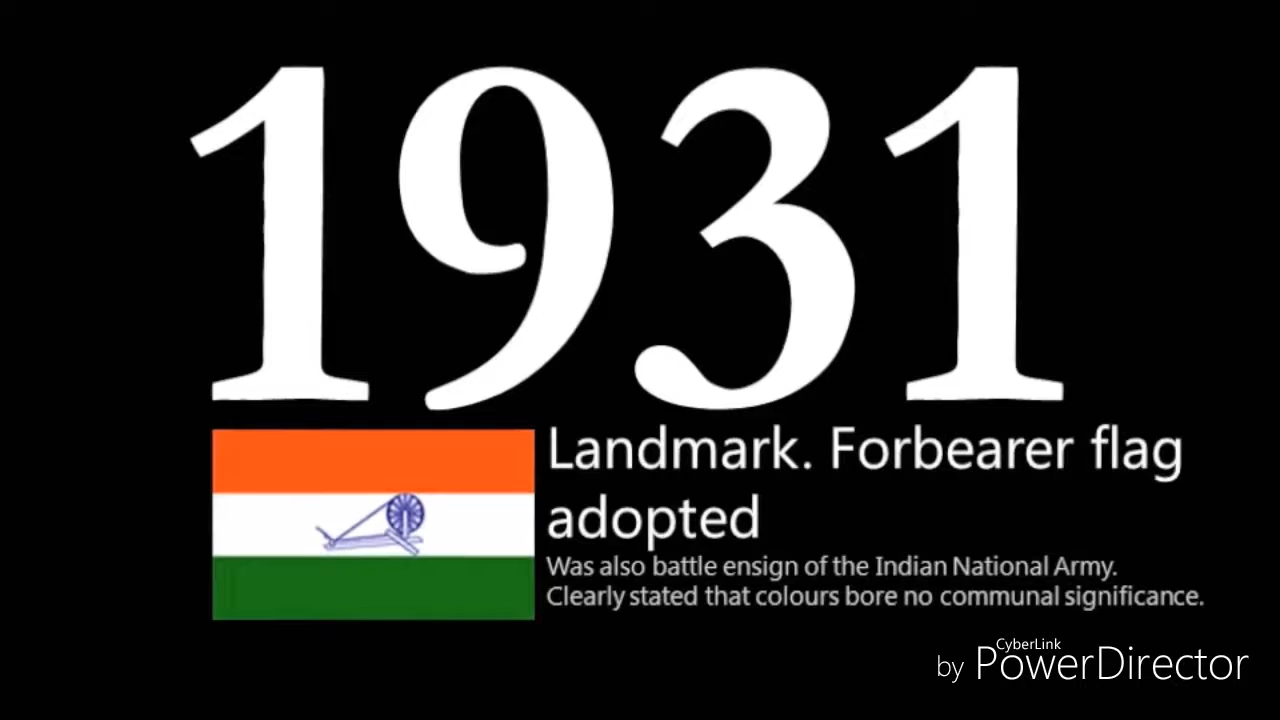 1931
Landmark. Forbearer flag
adopted
Was also battle ensign of the Indian National Army.
Clearly stated that colours bore no communal significance.
CyberLink
by PowerDirector